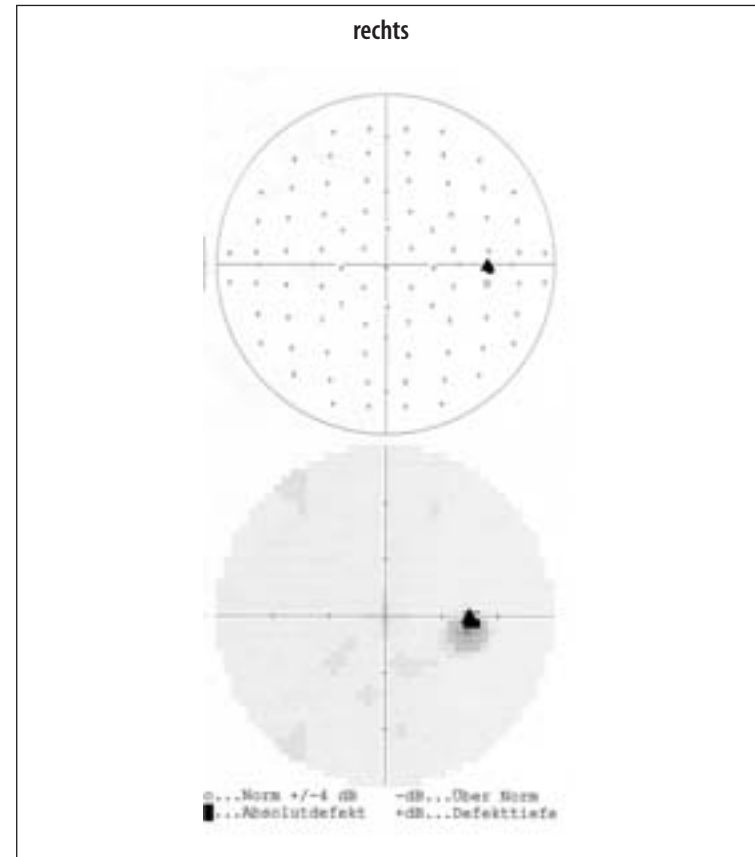 rechts
o...Norm +/-4 dB -dB...Über Norm
█...Absolutdefekt +dB...Defekttiefe